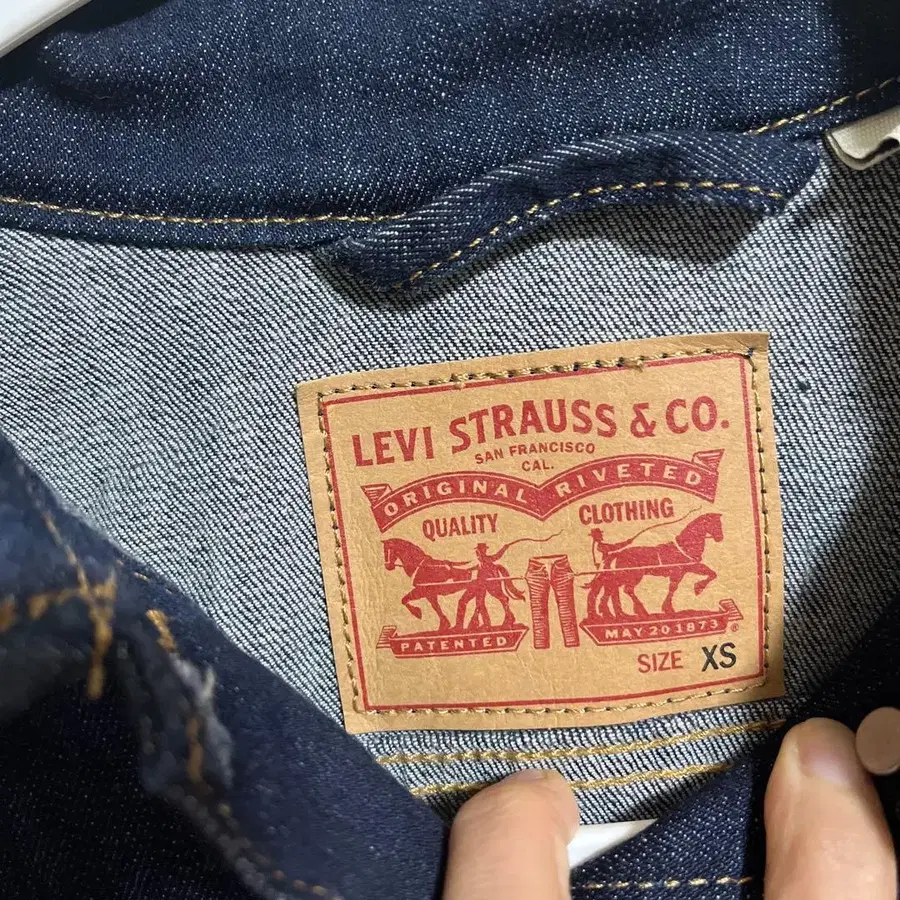 LEVI STRAUSS & CO.
SAN FRANCISCO
CAL.
ORIGINAL RIVETED
QUALITY CLOTHING
PATENTED MAY 20 1873 ®
SIZE XS